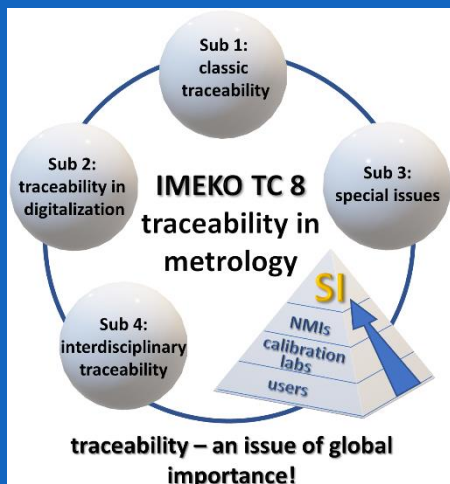 Sub 1:
classic
traceability
Sub 2:
traceability in
digitalization
IMEKO TC 8
traceability in
metrology
Sub 3:
special issues
Sub 4:
interdisciplinary
traceability
SI
NMIs
calibration
labs
users
traceability – an issue of global
importance!